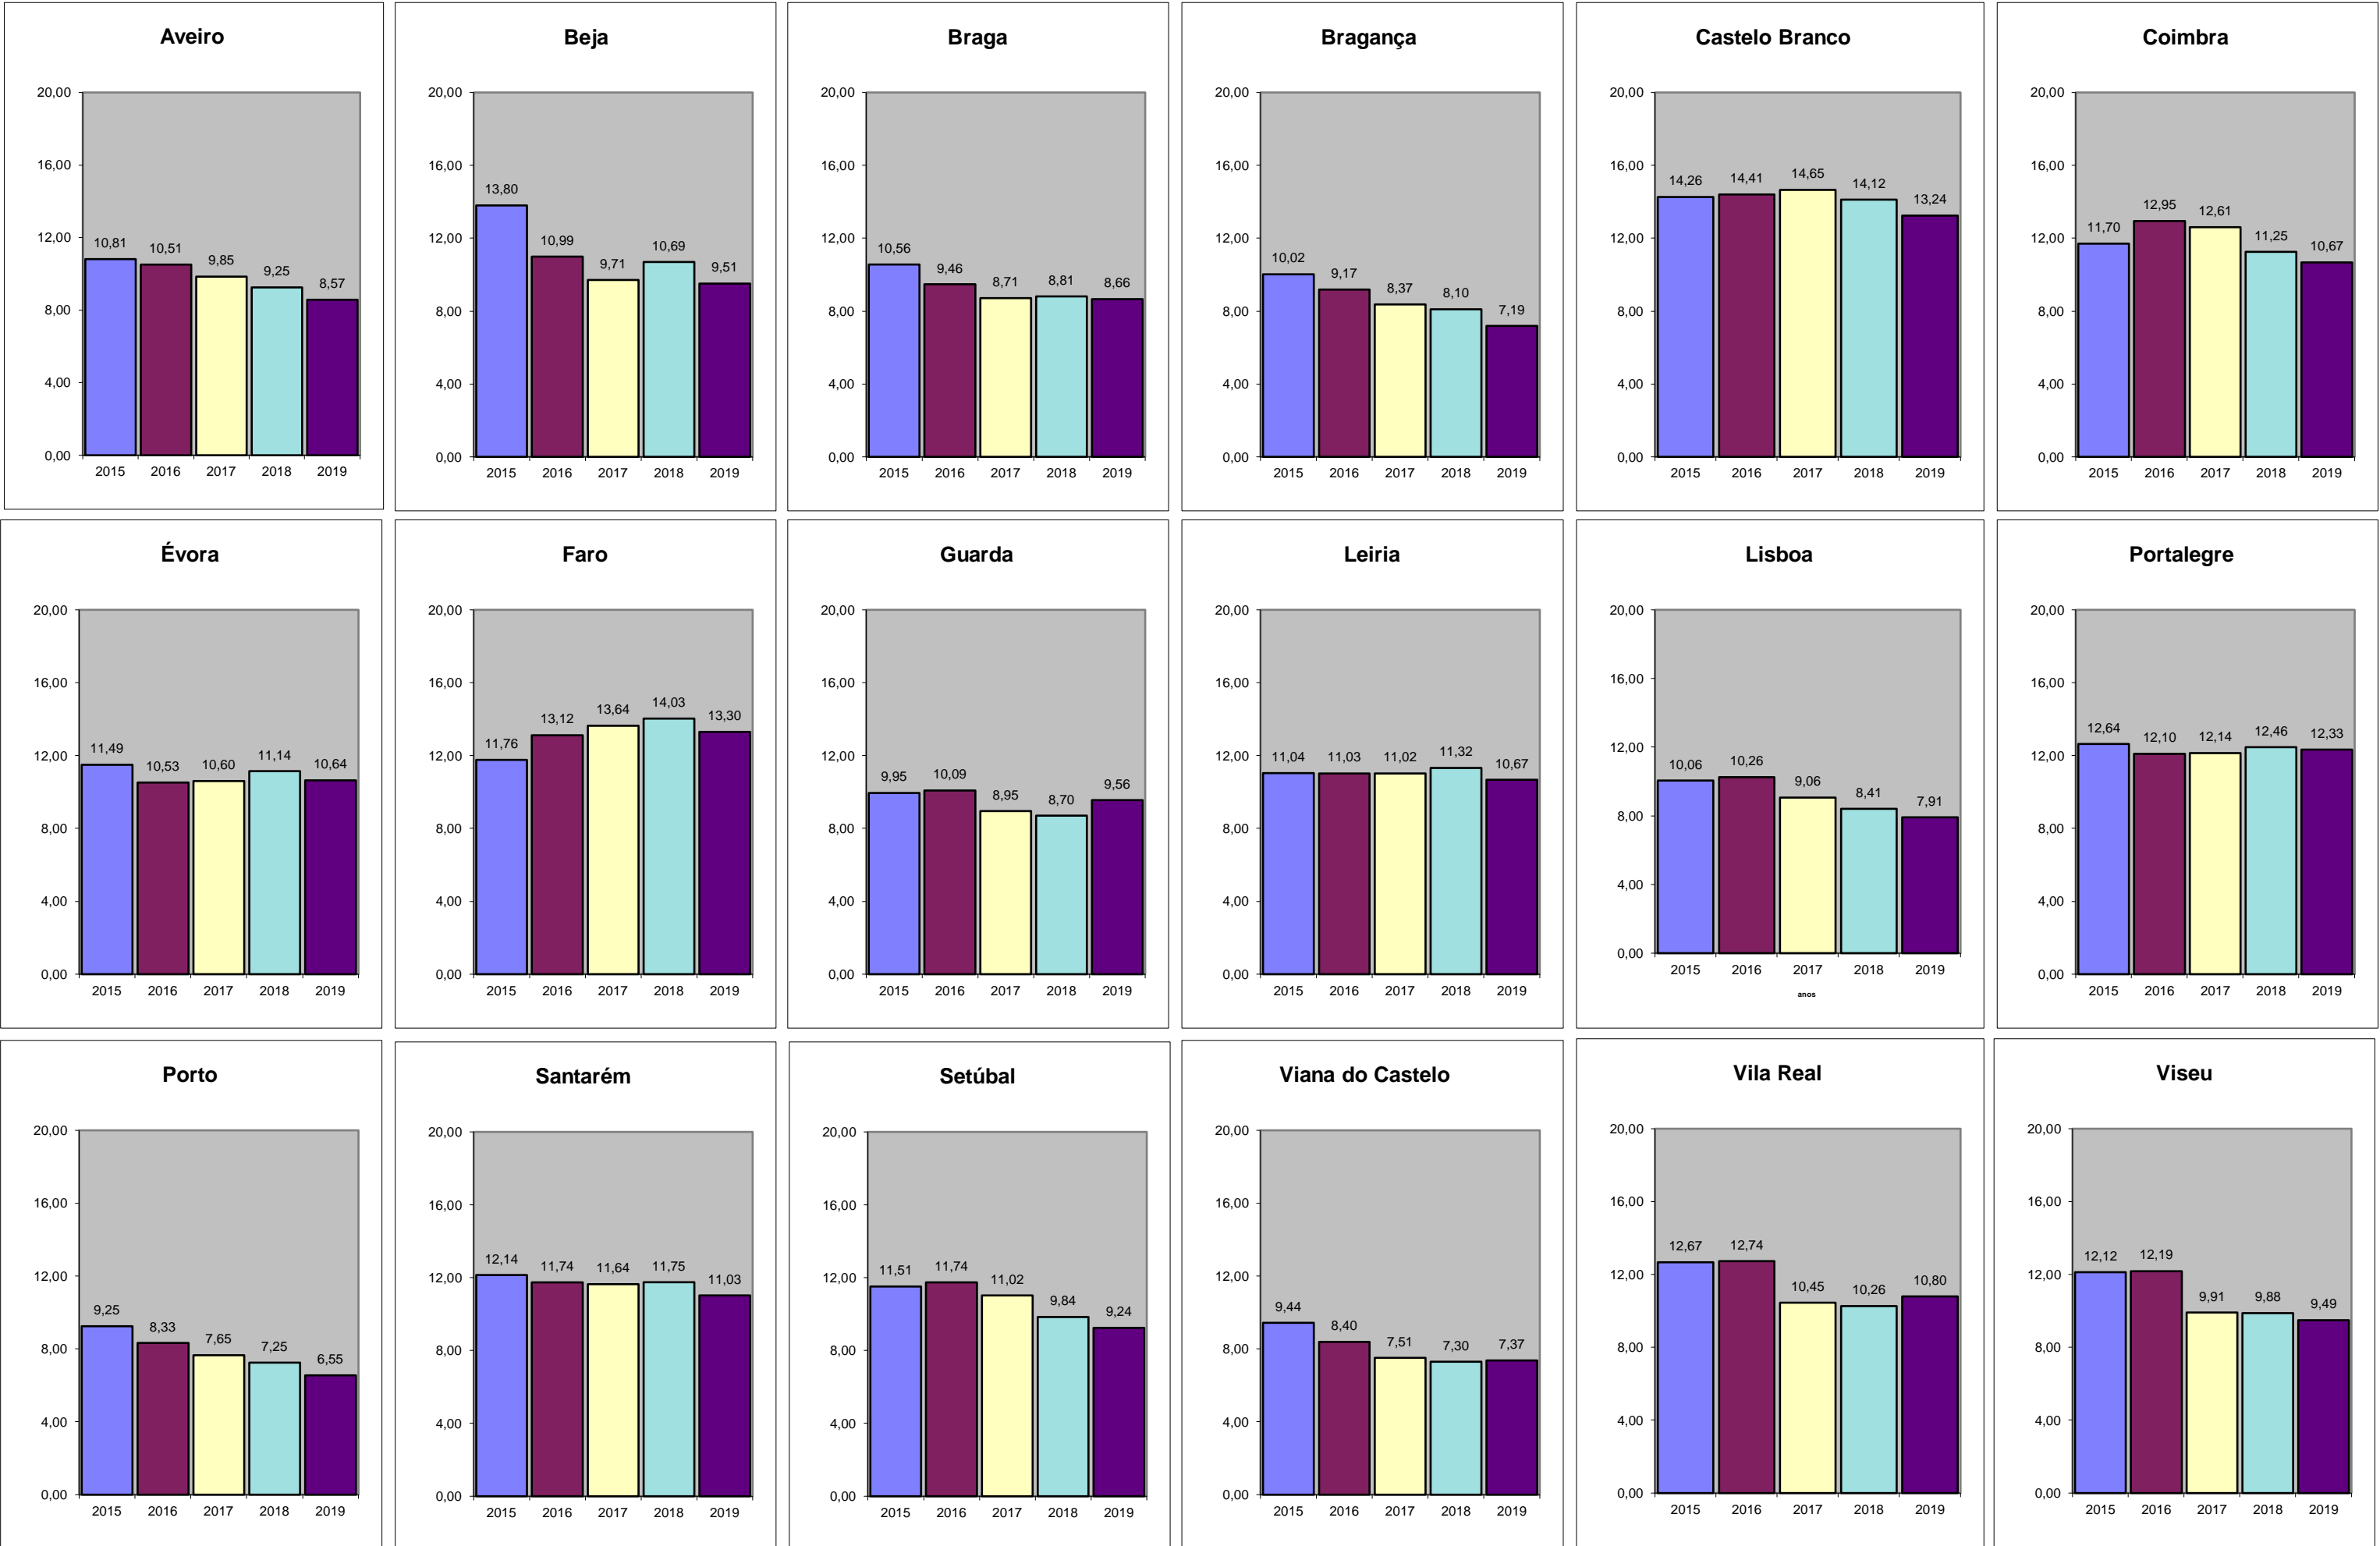 Aveiro
20,00
16,00
12,00
8,00
4,00
0,00
10,81 10,51 9,85 9,25 8,57
2015 2016 2017 2018 2019
Beja
20,00
16,00
12,00
8,00
4,00
0,00
13,80 10,99 9,71 10,69 9,51
2015 2016 2017 2018 2019
Braga
20,00
16,00
12,00
8,00
4,00
0,00
10,56 9,46 8,71 8,81 8,66
2015 2016 2017 2018 2019
Bragança
20,00
16,00
12,00
8,00
4,00
0,00
10,02 9,17 8,37 8,10 7,19
2015 2016 2017 2018 2019
Castelo Branco
20,00
16,00
12,00
8,00
4,00
0,00
14,26 14,41 14,65 14,12 13,24
2015 2016 2017 2018 2019
Coimbra
20,00
16,00
12,00
8,00
4,00
0,00
11,70 12,95 12,61 11,25 10,67
2015 2016 2017 2018 2019
Évora
20,00
16,00
12,00
8,00
4,00
0,00
11,49 10,53 10,60 11,14 10,64
2015 2016 2017 2018 2019
Faro
20,00
16,00
12,00
8,00
4,00
0,00
11,76 13,12 13,64 14,03 13,30
2015 2016 2017 2018 2019
Guarda
20,00
16,00
12,00
8,00
4,00
0,00
9,95 10,09 8,95 8,70 9,56
2015 2016 2017 2018 2019
Leiria
20,00
16,00
12,00
8,00
4,00
0,00
11,04 11,03 11,02 11,32 10,67
2015 2016 2017 2018 2019
Lisboa
20,00
16,00
12,00
8,00
4,00
0,00
10,06 10,26 9,06 8,41 7,91
2015 2016 2017 2018 2019
anos
Portalegre
20,00
16,00
12,00
8,00
4,00
0,00
12,64 12,10 12,14 12,46 12,33
2015 2016 2017 2018 2019
Porto
20,00
16,00
12,00
8,00
4,00
0,00
9,25 8,33 7,65 7,25 6,55
2015 2016 2017 2018 2019
Santarém
20,00
16,00
12,00
8,00
4,00
0,00
12,14 11,74 11,64 11,75 11,03
2015 2016 2017 2018 2019
Setúbal
20,00
16,00
12,00
8,00
4,00
0,00
11,51 11,74 11,02 9,84 9,24
2015 2016 2017 2018 2019
Viana do Castelo
20,00
16,00
12,00
8,00
4,00
0,00
9,44 8,40 7,51 7,30 7,37
2015 2016 2017 2018 2019
Vila Real
20,00
16,00
12,00
8,00
4,00
0,00
12,67 12,74 10,45 10,26 10,80
2015 2016 2017 2018 2019
Viseu
20,00
16,00
12,00
8,00
4,00
0,00
12,12 12,19 9,91 9,88 9,49
2015 2016 2017 2018 2019